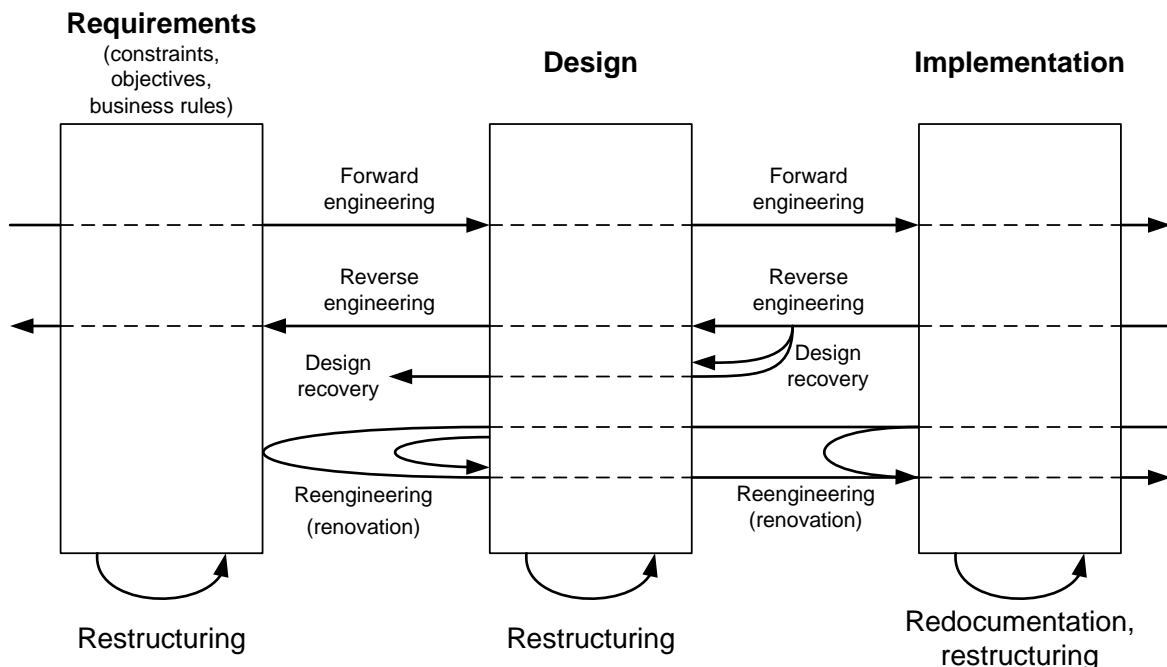 Requirements
(constraints,
objectives,
business rules)
Design
Implementation
Forward
engineering
Forward
engineering
Reverse
engineering
Reverse
engineering
Design
recovery
Design
recovery
Reengineering
(renovation)
Reengineering
(renovation)
Restructuring
Restructuring
Redocumentation,
restructuring